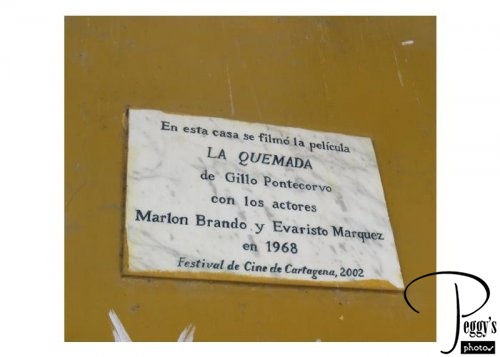 En esta casa se filmó la película
LA QUEMADA
de Gillo Pontecorvo
con los actores
Marlon Brando y Evaristo Marquez
en 1968
Festival de Cine de Cartagena, 2002
Peggy's
photos